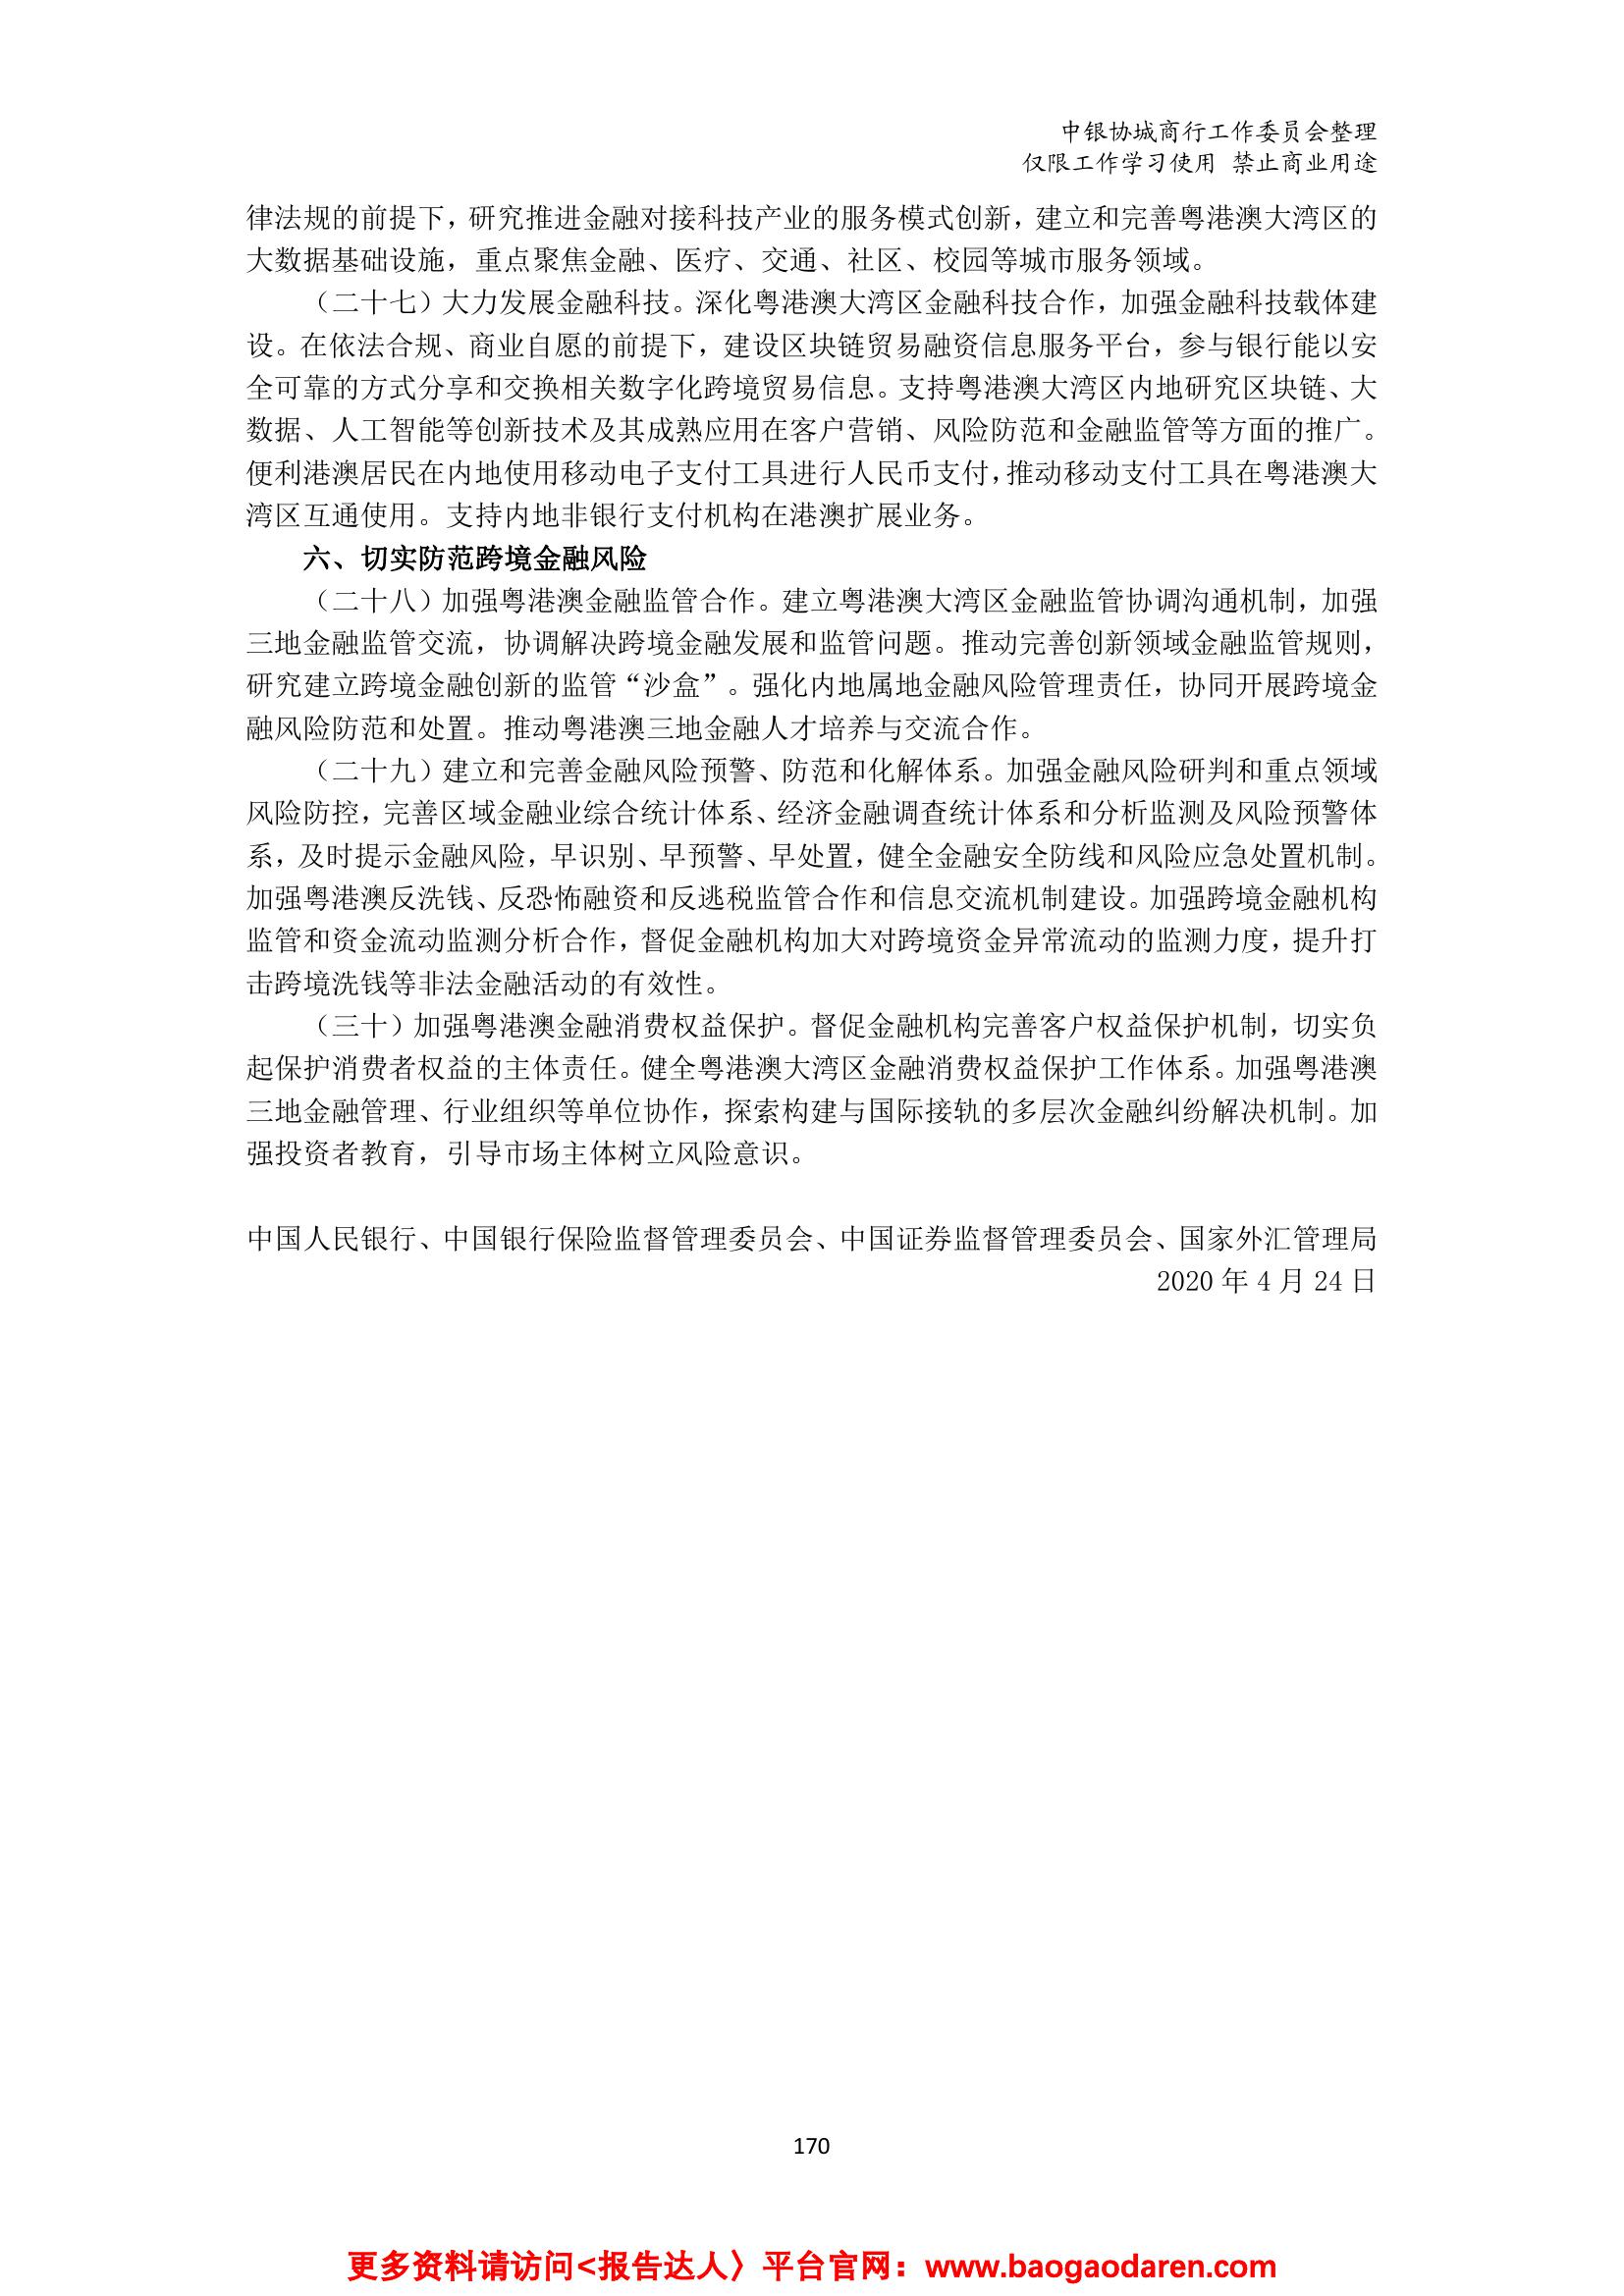 中银协城商行工作委员会整理
仅限工作学习使用 禁止商业用途
律法规的前提下，研究推进金融对接科技产业的服务模式创新，建立和完善粤港澳大湾区的
大数据基础设施，重点聚焦金融、医疗、交通、社区、校园等城市服务领域。
（二十七）大力发展金融科技。深化粤港澳大湾区金融科技合作，加强金融科技载体建
设。在依法合规、商业自愿的前提下，建设区块链贸易融资信息服务平台，参与银行能以安
全可靠的方式分享和交换相关数字化跨境贸易信息。支持粤港澳大湾区内地研究区块链、大
数据、人工智能等创新技术及其成熟应用在客户营销、风险防范和金融监管等方面的推广。
便利港澳居民在内地使用移动电子支付工具进行人民币支付，推动移动支付工具在粤港澳大
湾区互通使用。支持内地非银行支付机构在港澳扩展业务。
六、切实防范跨境金融风险
（二十八）加强粤港澳金融监管合作。建立粤港澳大湾区金融监管协调沟通机制，加强
三地金融监管交流，协调解决跨境金融发展和监管问题。推动完善创新领域金融监管规则，
研究建立跨境金融创新的监管“沙盒”。强化内地属地金融风险管理责任，协同开展跨境金
融风险防范和处置。推动粤港澳三地金融人才培养与交流合作。
（二十九）建立和完善金融风险预警、防范和化解体系。加强金融风险研判和重点领域
风险防控，完善区域金融业综合统计体系、经济金融调查统计体系和分析监测及风险预警体
系，及时提示金融风险，早识别、早预警、早处置，健全金融安全防线和风险应急处置机制。
加强粤港澳反洗钱、反恐怖融资和反逃税监管合作和信息交流机制建设。加强跨境金融机构
监管和资金流动监测分析合作，督促金融机构加大对跨境资金异常流动的监测力度，提升打
击跨境洗钱等非法金融活动的有效性。
（三十）加强粤港澳金融消费权益保护。督促金融机构完善客户权益保护机制，切实负
起保护消费者权益的主体责任。健全粤港澳大湾区金融消费权益保护工作体系。加强粤港澳
三地金融管理、行业组织等单位协作，探索构建与国际接轨的多层次金融纠纷解决机制。加
强投资者教育，引导市场主体树立风险意识。
中国人民银行、中国银行保险监督管理委员会、中国证券监督管理委员会、国家外汇管理局
2020 年 4 月 24 日
170
更多资料请访问<报告达人〉平台官网：www.baogaodaren.com